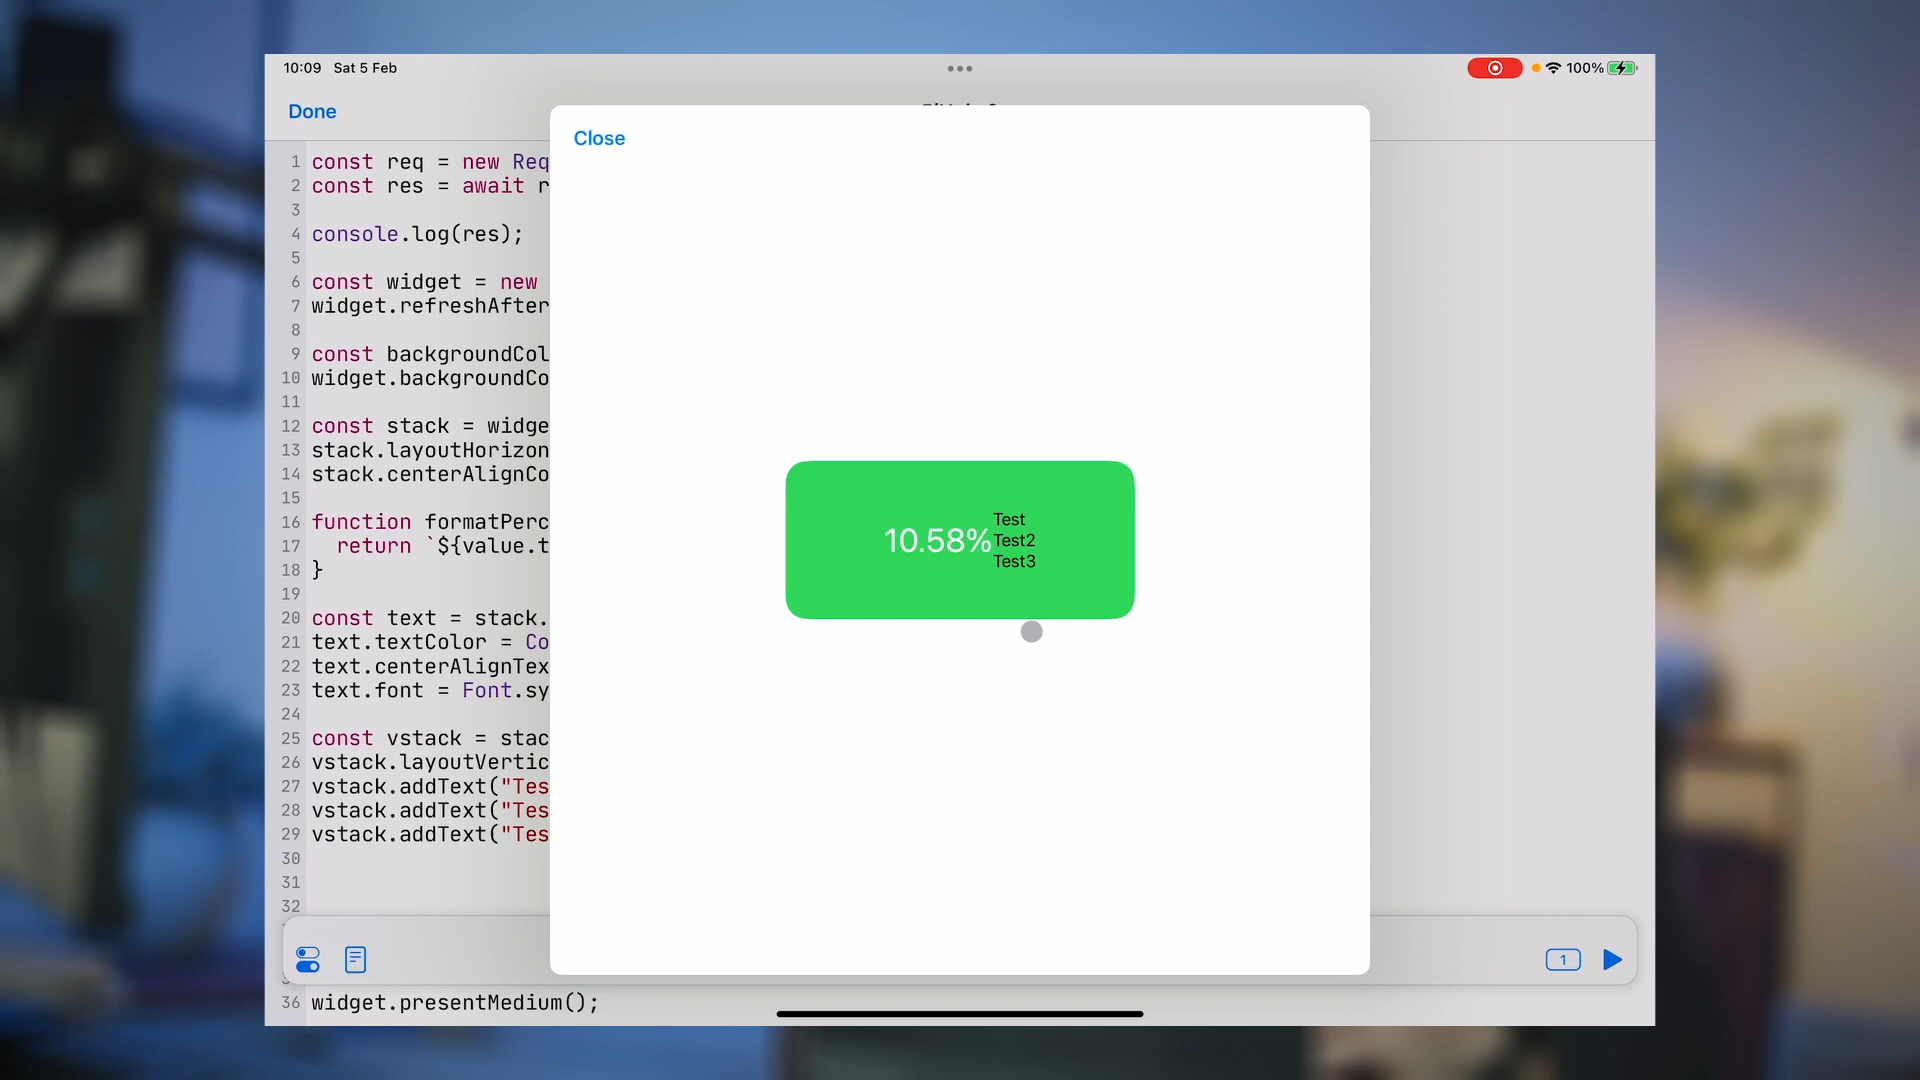 10:09 Sat 5 Feb
100%
Done
Close
1 const req = new Req
2 const res = await r
3
4 console.log(res);
5
6 const widget = new
7 widget.refreshAfter
8
9 const backgroundCol
10 widget.backgroundCo
11
12 const stack = widge
13 stack.layoutHorizon
14 stack.centerAlignCo
15
16 function formatPerc
17 return `${value.t
18 }
19
20 const text = stack.
21 text.textColor = Co
22 text.centerAlignTex
23 text.font = Font.sy
24
25 const vstack = stac
26 vstack.layoutVertic
27 vstack.addText("Tes
28 vstack.addText("Tes
29 vstack.addText("Tes
30
31
32
36 widget.presentMedium();
10.58%
Test
Test2
Test3
1